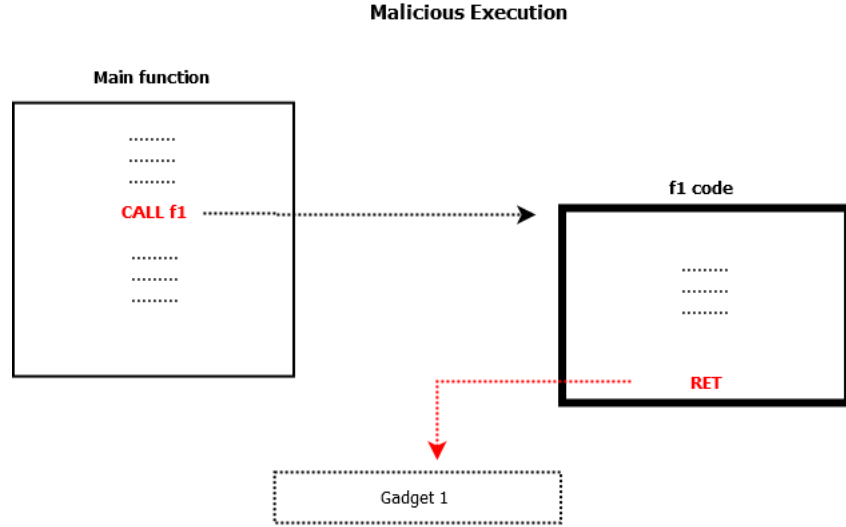 Malicious Execution
Main function
.........
.........
.........
CALL f1
.........
.........
.........
f1 code
.........
.........
.........
RET
Gadget 1